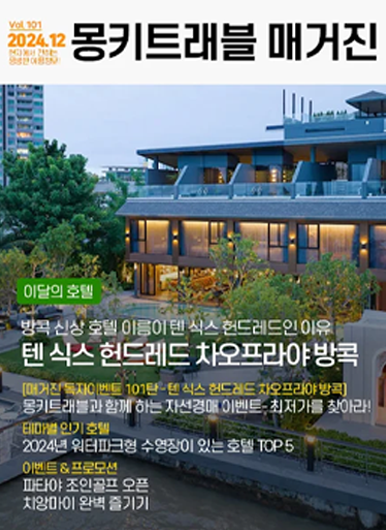 Vol.101
2024.12
몽키트래블 매거진
이달의 호텔
방콕 신상 호텔 이름이 텐 식스 헌드레드인 이유
텐 식스 헌드레드 차오프라야 방콕
[매거진 독자이벤트 101탄 - 텐 식스 헌드레드 차오프라야 방콕]
몽키트래블과 함께 하는 자선경매 이벤트- 최저가를 찾아라!
테마별 인기 호텔
2024년 워터파크형 수영장이 있는 호텔 TOP 5
이벤트 & 프로모션
파타야 조인골프 오픈
치앙마이 완벽 즐기기